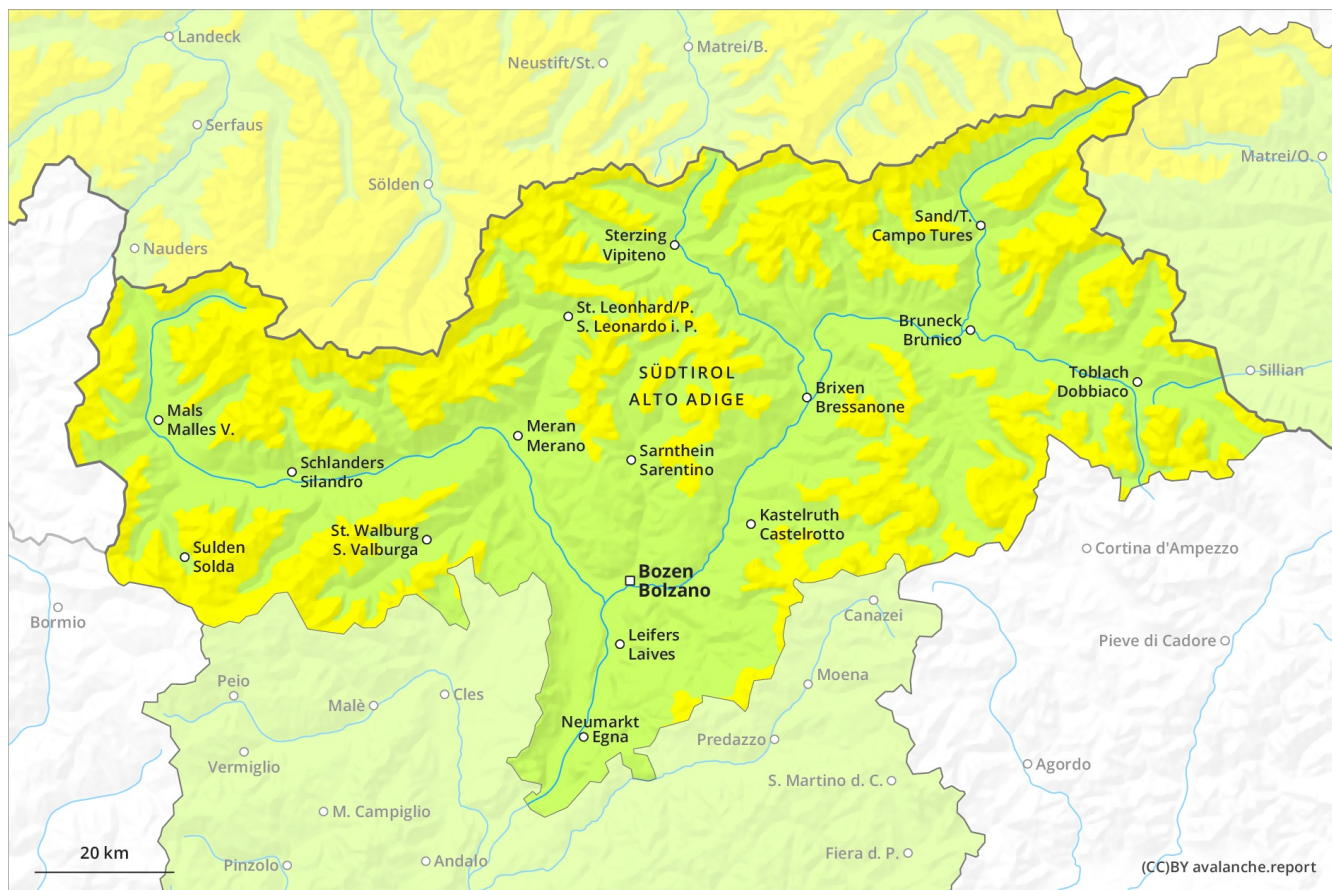 Landeck
Matrei/B.
Neustift/St.
Serfaus
Matrei/O.
Sölden
Sand/T.
Campo Tures
Nauders
Sterzing
Vipiteno
St. Leonhard/P.
S. Leonardo i. P.
Bruneck
Brunico
SÜDTIROL
ALTO ADIGE
Toblach
Dobbiaco
Sillian
Brixen
Bressanone
Mals
Malles V.
Meran
Merano
Sarnthein
Sarentino
Schlanders
Silandro
Kastelruth
Castelrotto
St. Walburg
S. Valburga
Sulden
Solda
Cortina d'Ampezzo
Bozen
Bolzano
Bormio
Canazei
Leifers
Laives
Pieve di Cadore
Moena
Peio
Cles
Malè
Neumarkt
Egna
Predazzo
Vermiglio
Agordo
S. Martino d. C.
M. Campiglio
20 km
Pinzolo
Andalo
Fiera d. P.
(CC)BY avalanche.report